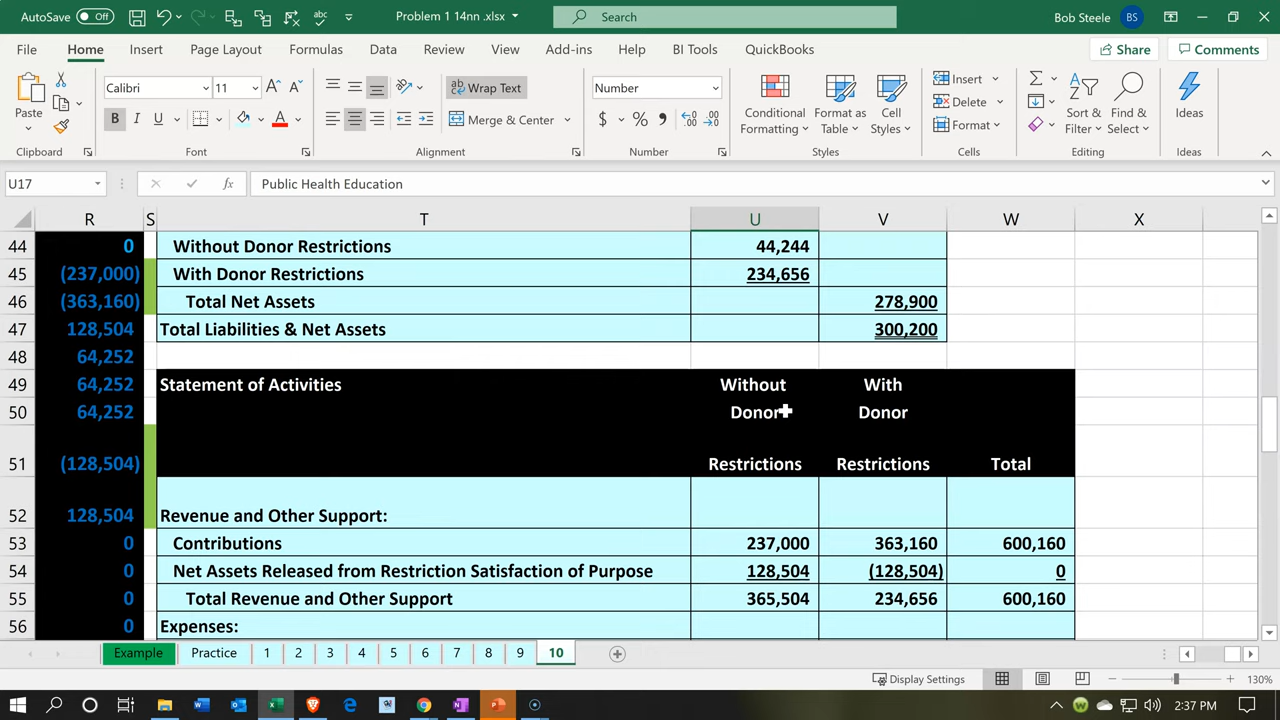 AutoSave Off Problem 1 14nn .xlsx Search Bob Steele BS
File Home Insert Page Layout Formulas Data Review View Add-ins Help BI Tools QuickBooks Share Comments
Calibri 11 Wrap Text Number Insert
Paste B I U Merge & Center $ % Conditional Formatting Format as Table Cell Styles Delete Format Sort & Filter Find & Select Ideas
Clipboard Font Alignment Number Styles Cells Editing Ideas
U17 fx Public Health Education
R S T U V W X
44 0 Without Donor Restrictions 44,244
45 (237,000) With Donor Restrictions 234,656
46 (363,160) Total Net Assets 278,900
47 128,504 Total Liabilities & Net Assets 300,200
48 64,252
49 64,252 Statement of Activities Without With
50 64,252 Donor Donor
51 (128,504) Restrictions Restrictions Total
52 128,504 Revenue and Other Support:
53 0 Contributions 237,000 363,160 600,160
54 0 Net Assets Released from Restriction Satisfaction of Purpose 128,504 (128,504) 0
55 0 Total Revenue and Other Support 365,504 234,656 600,160
56 0 Expenses:
Example Practice 1 2 3 4 5 6 7 8 9 10
Display Settings 130%
2:37 PM